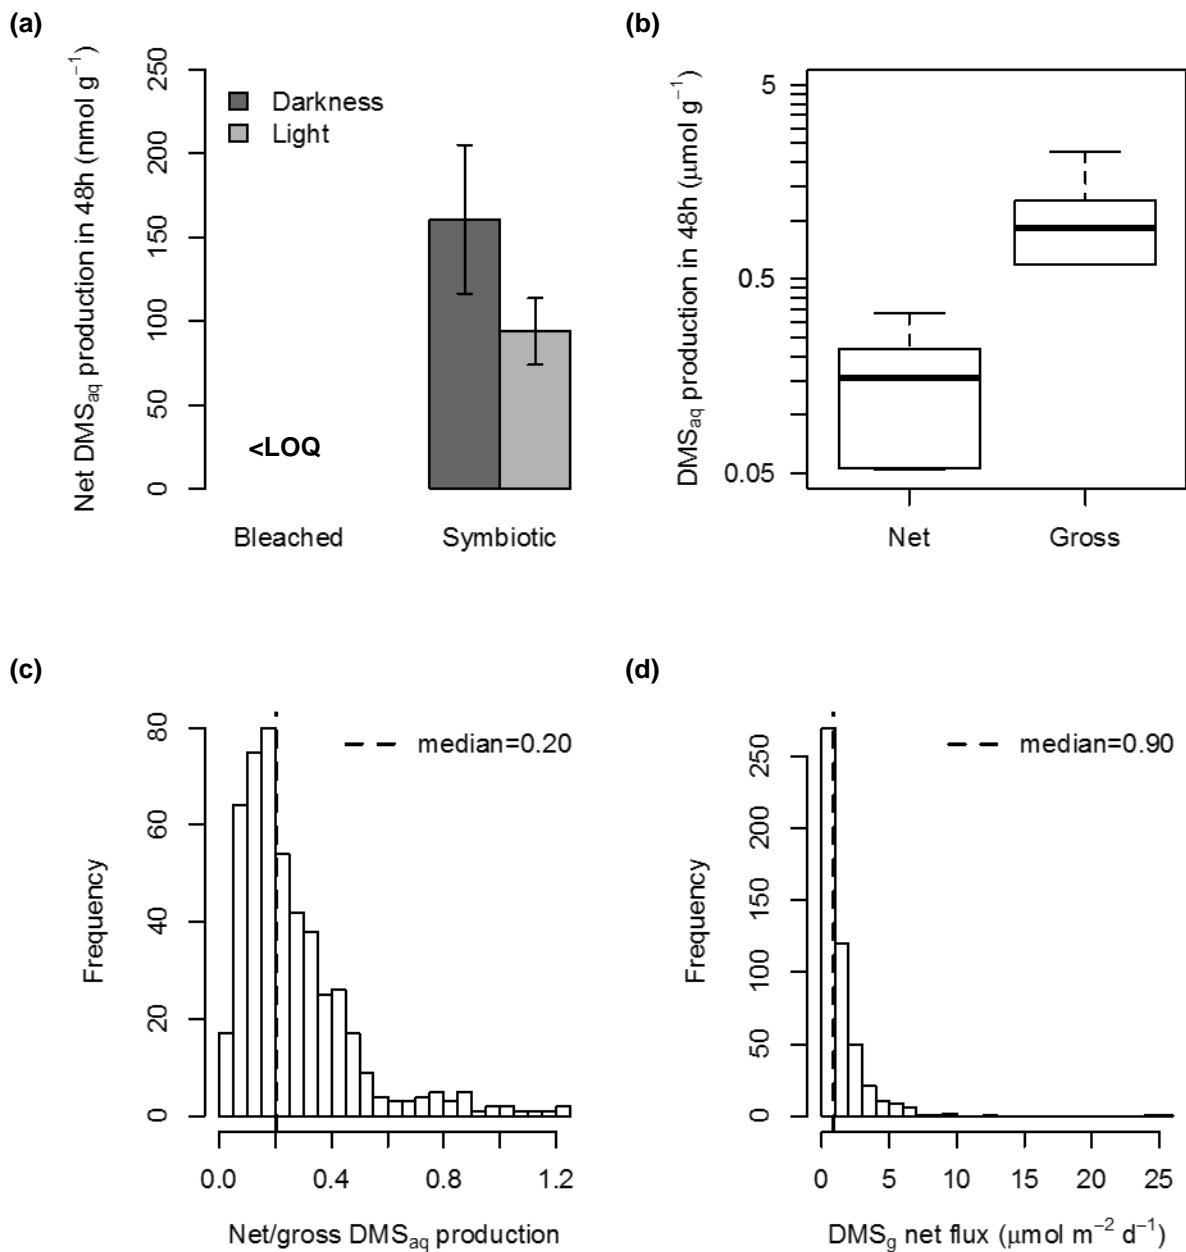 (a)
Net DMSaq production in 48h (nmol g−1)
250
200
150
100
50
0
Darkness
Light
<LOQ
Bleached
Symbiotic
(b)
DMSaq production in 48h (μmol g−1)
5
0.5
0.05
Net
Gross
(c)
Frequency
80
60
40
20
0
median=0.20
0.0
0.4
0.8
1.2
Net/gross DMSaq production
(d)
Frequency
250
200
150
100
50
0
median=0.90
0
5
10
15
20
25
DMSg net flux (μmol m−2 d−1)